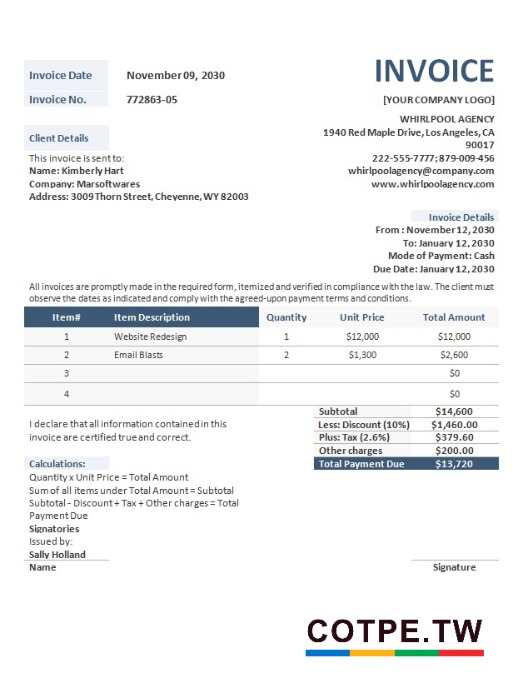 INVOICE
Invoice Date November 09, 2030
Invoice No. 772863-05
[YOUR COMPANY LOGO]
WHIRLPOOL AGENCY
1940 Red Maple Drive, Los Angeles, CA
90017
222-555-7777; 879-009-456
whirlpoolagency@company.com
www.whirlpoolagency.com
Client Details
This invoice is sent to:
Name: Kimberly Hart
Company: Marsoftwares
Address: 3009 Thorn Street, Cheyenne, WY 82003
Invoice Details
From : November 12, 2030
To: January 12, 2030
Mode of Payment: Cash
Due Date: January 12, 2030
All invoices are promptly made in the required form, itemized and verified in compliance with the law. The client must
observe the dates as indicated and comply with the agreed-upon payment terms and conditions.
Item# Item Description Quantity Unit Price Total Amount
1 Website Redesign 1 $12,000 $12,000
2 Email Blasts 2 $1,300 $2,600
3 $0
4 $0
Subtotal $14,600
Less: Discount (10%) $1,460.00
Plus: Tax (2.6%) $379.60
Other charges $200.00
Total Payment Due $13,720
I declare that all information contained in this
invoice are certified true and correct.
Calculations:
Quantity x Unit Price = Total Amount
Sum of all items under Total Amount = Subtotal
Subtotal - Discount + Tax + Other charges = Total
Payment Due
Signatories
Issued by:
Sally Holland
Name Signature
COTPE.TW